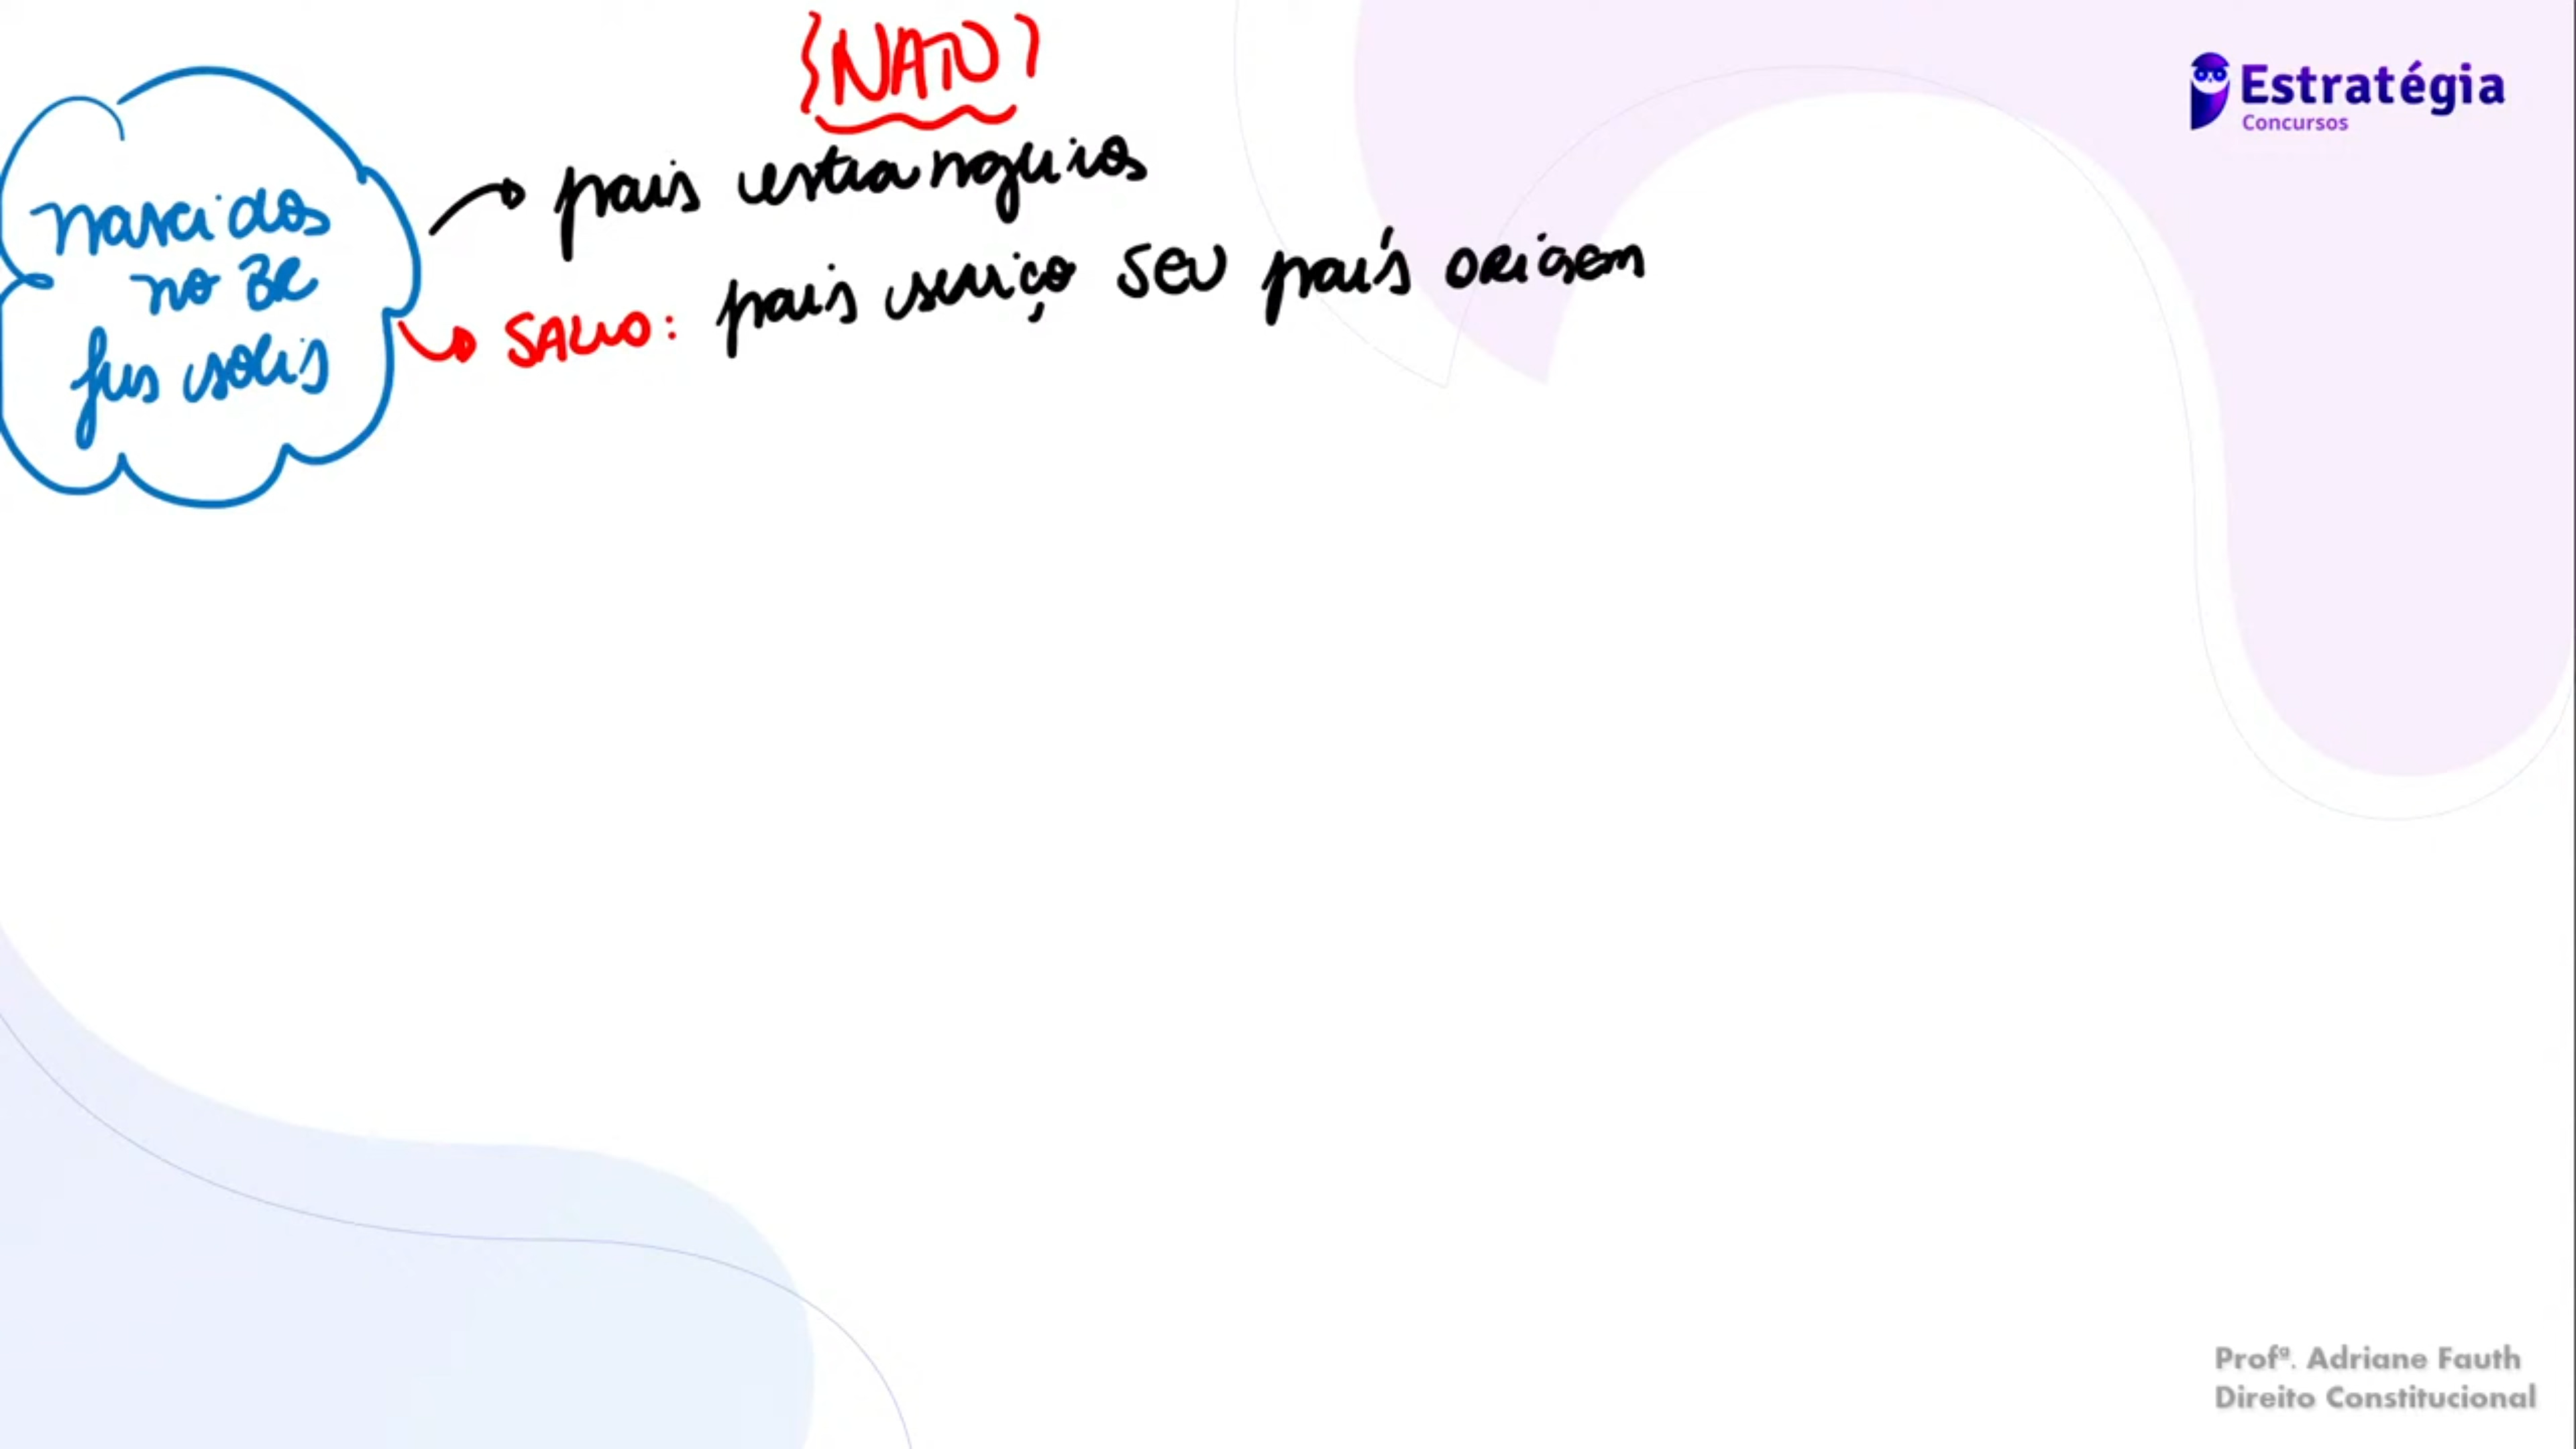 {NATO}
pais estrangeiros
nascidos
no BR
jus solis
SALVO: pais serviço SEU país ORIGEM
Estratégia
Concursos
Profª. Adriane Fauth
Direito Constitucional